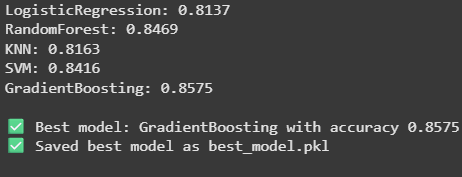 LogisticRegression: 0.8137
RandomForest: 0.8469
KNN: 0.8163
SVM: 0.8416
GradientBoosting: 0.8575
✅ Best model: GradientBoosting with accuracy 0.8575
✅ Saved best model as best_model.pkl